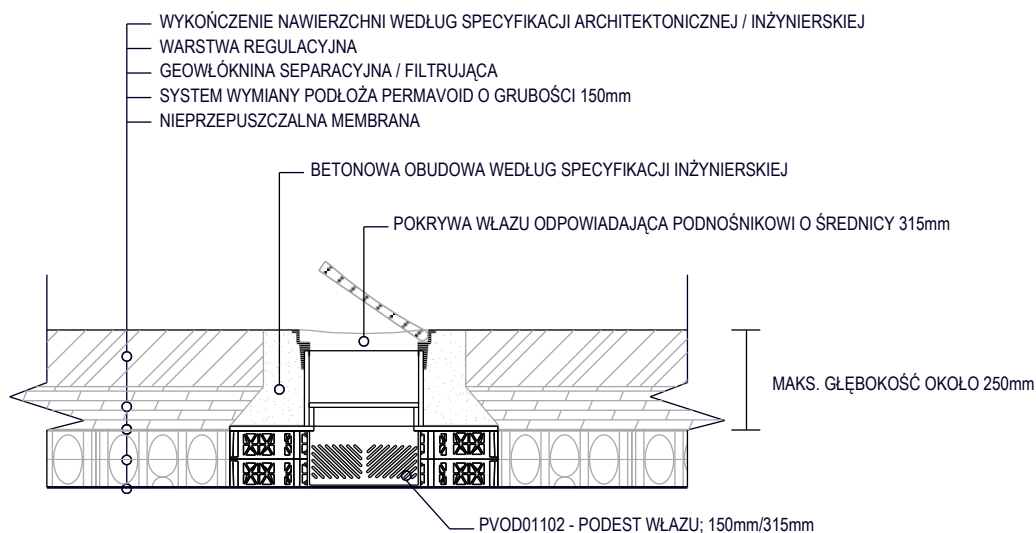 WYKOŃCZENIE NAWIERZCHNI WEDŁUG SPECYFIKACJI ARCHITEKTONICZNEJ / INŻYNIERSKIEJ
WARSTWA REGULACYJNA
GEOWŁÓKNINA SEPARACYJNA / FILTRUJĄCA
SYSTEM WYMIANY PODŁOŻA PERMAVOID O GRUBOŚCI 150mm
NIEPRZEPUSZCZALNA MEMBRANA
BETONOWA OBUDOWA WEDŁUG SPECYFIKACJI INŻYNIERSKIEJ
POKRYWA WŁAZU ODPOWIADAJĄCA PODNOŚNIKOWI O ŚREDNICY 315mm
MAKS. GŁĘBOKOŚĆ OKOŁO 250mm
PVOD01102 - PODEST WŁAZU; 150mm/315mm